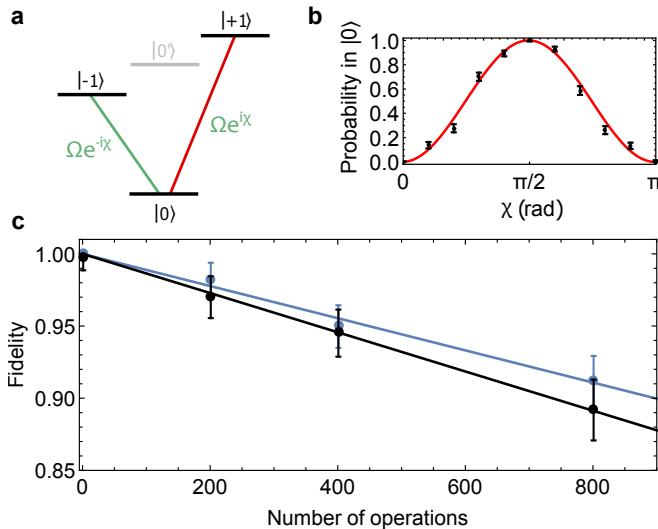 a
|+1⟩
|0'⟩
|-1⟩
Ωe^{-iχ}
Ωe^{iχ}
|0⟩
b
Probability in |0⟩
1.0
0.8
0.6
0.4
0.2
0.0
0
π/2
π
χ (rad)
c
Fidelity
1.00
0.95
0.90
0.85
0
200
400
600
800
Number of operations